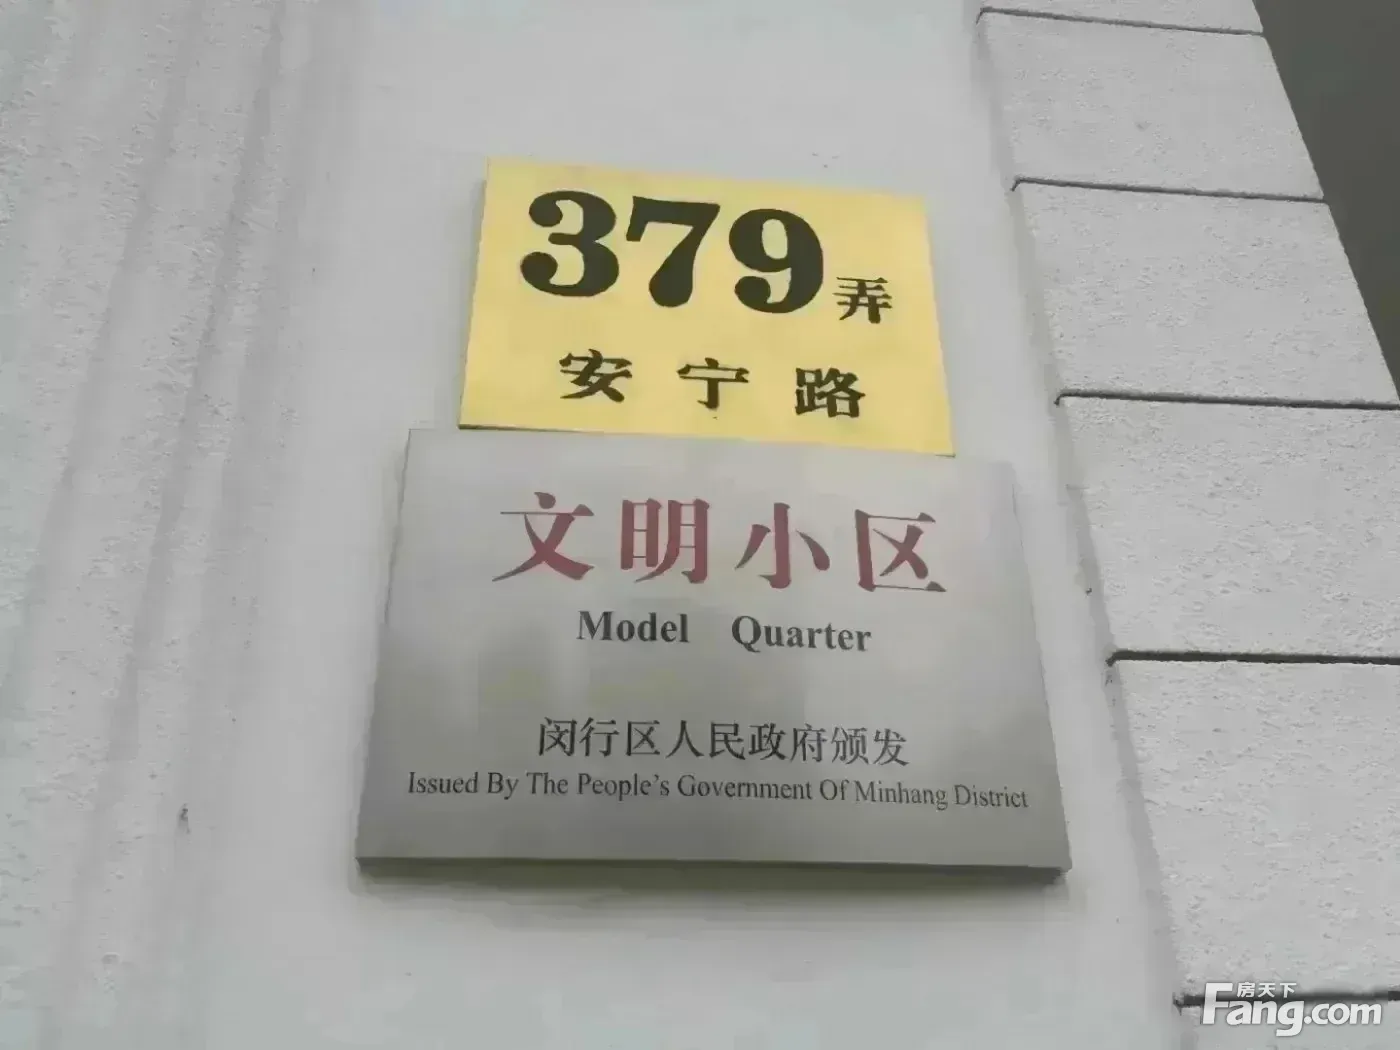 379弄
安宁路
文明小区
Model Quarter
闵行区人民政府颁发
Issued By The People's Government Of Minhang District
房天下
Fang.com